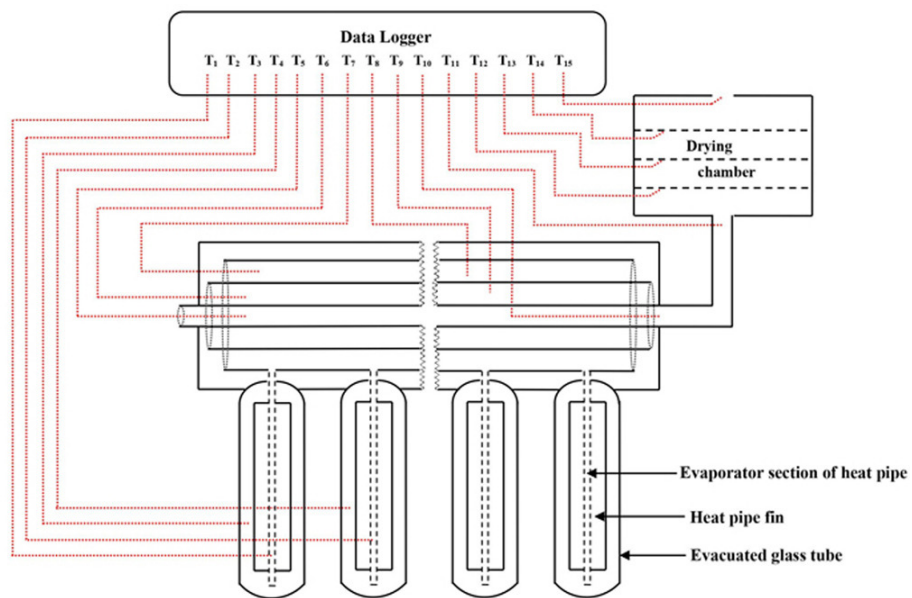 Data Logger
T₁ T₂ T₃ T₄ T₅ T₆ T₇ T₈ T₉ T₁₀ T₁₁ T₁₂ T₁₃ T₁₄ T₁₅
Drying
chamber
Evaporator section of heat pipe
Heat pipe fin
Evacuated glass tube